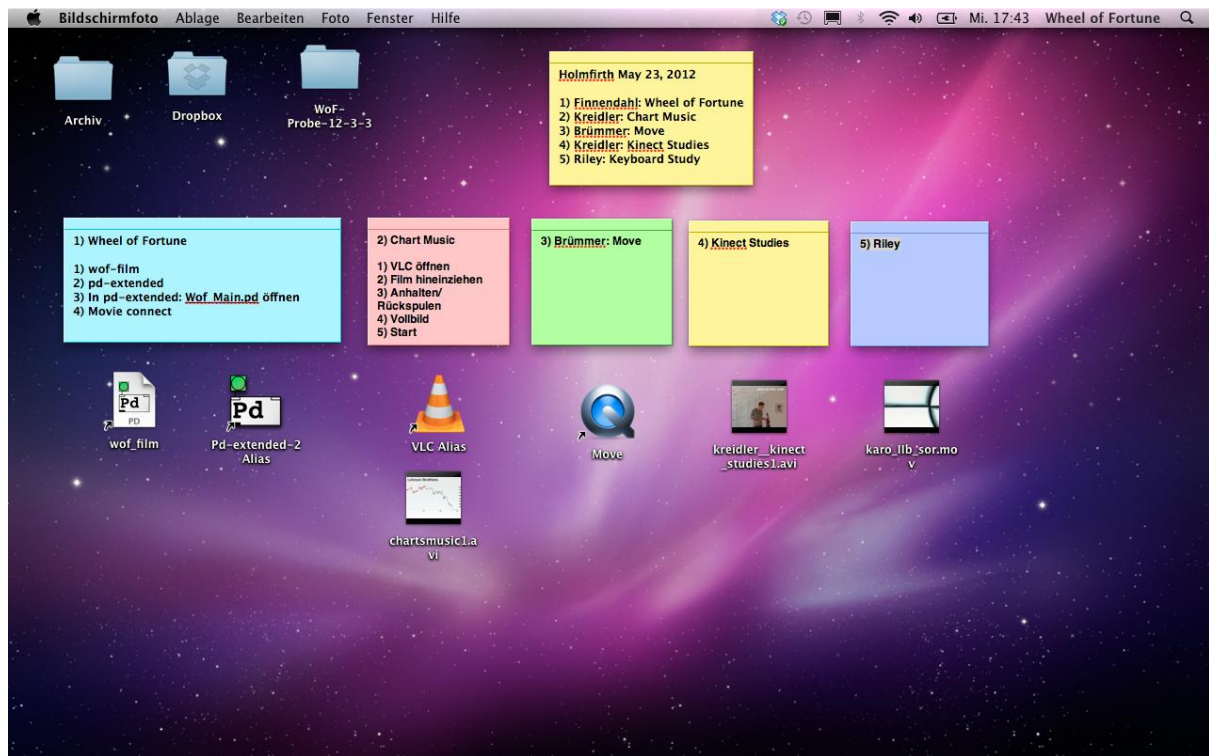 Bildschirmfoto Ablage Bearbeiten Foto Fenster Hilfe Mi. 17:43 Wheel of Fortune
Archiv
Dropbox
WoF-
Probe-12-3-3
Holmfirth May 23, 2012
1) Finnendahl: Wheel of Fortune
2) Kreidler: Chart Music
3) Brümmer: Move
4) Kreidler: Kinect Studies
5) Riley: Keyboard Study
1) Wheel of Fortune
1) wof-film
2) pd-extended
3) In pd-extended: Wof_Main.pd öffnen
4) Movie connect
2) Chart Music
1) VLC öffnen
2) Film hineinziehen
3) Anhalten/
Rückspulen
4) Vollbild
5) Start
3) Brümmer: Move
4) Kinect Studies
5) Riley
Pd
PD
wof_film
Pd
Pd-extended-2
Alias
VLC Alias
Move
kreidler__kinect
_studies1.avi
karo_llb_sor.mo
v
Lehman Brothers
chartsmusic1.a
vi